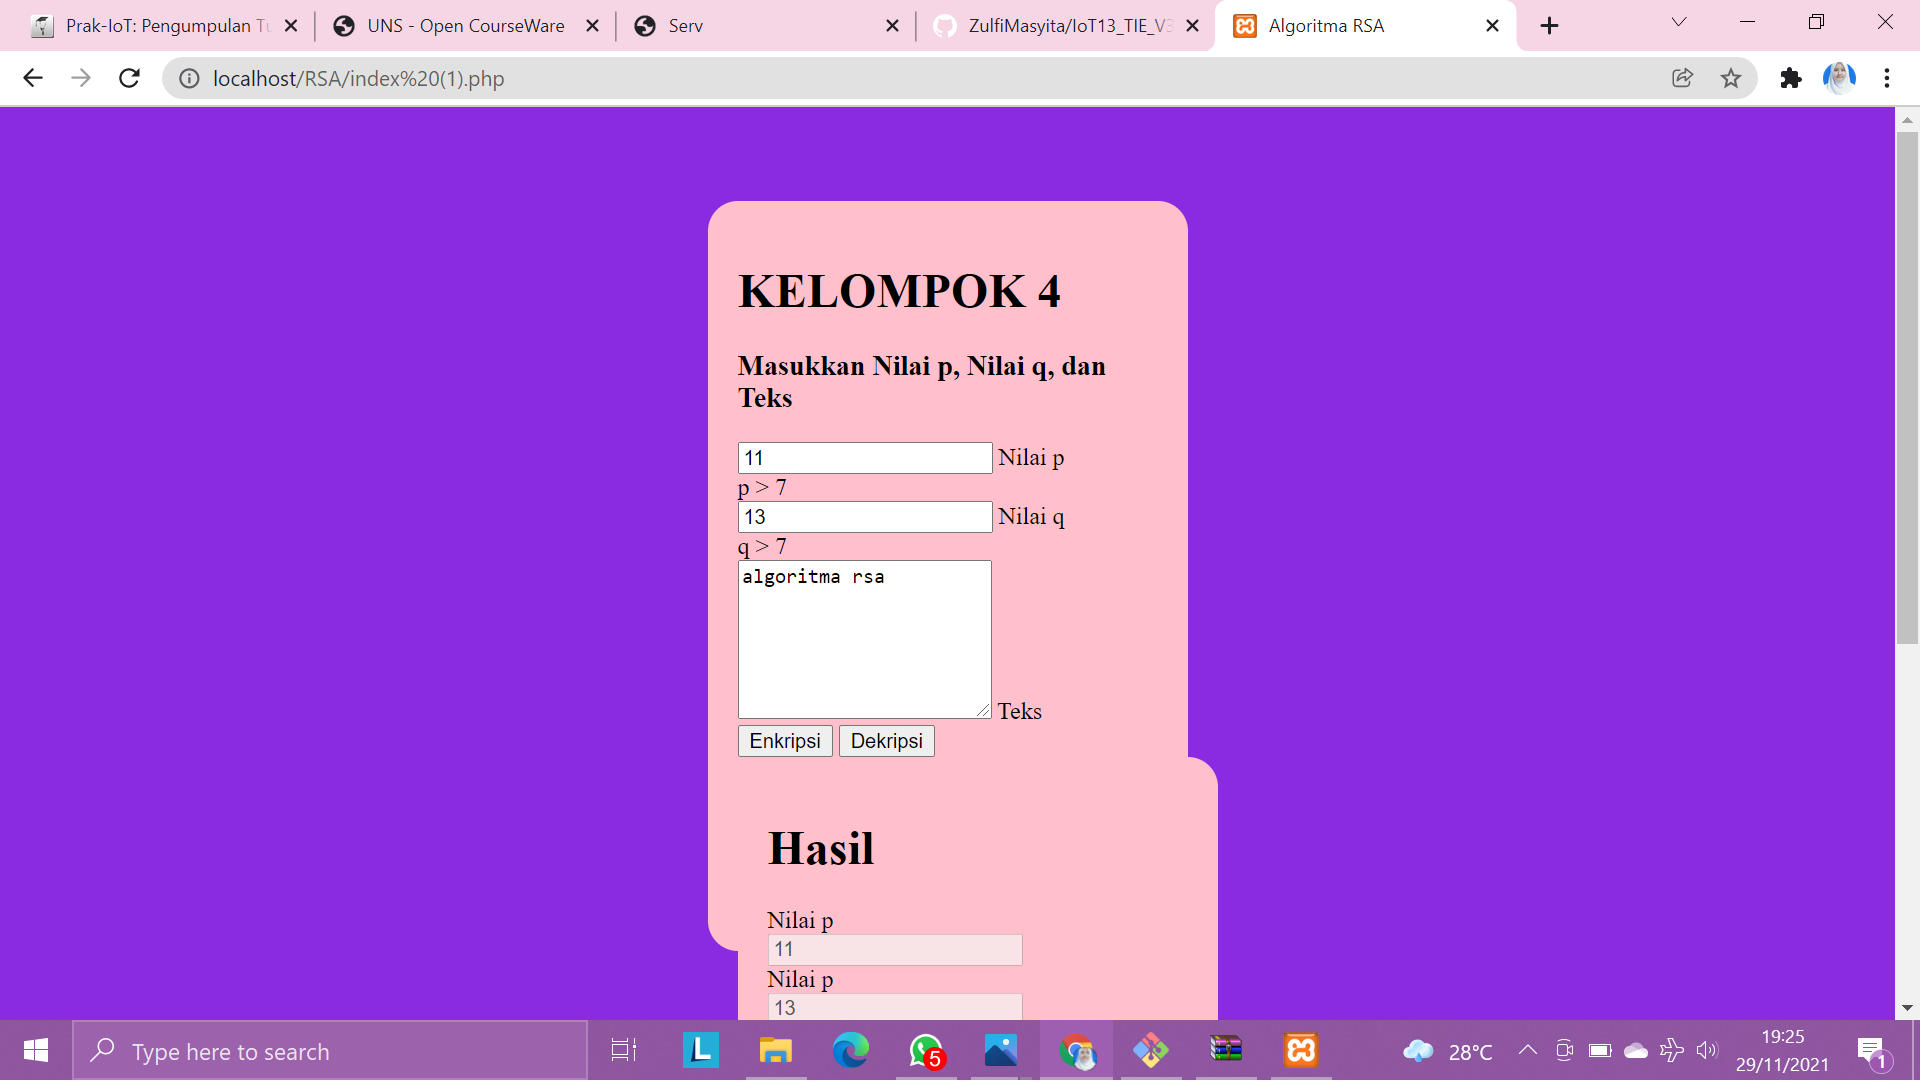 Prak-IoT: Pengumpulan Tu
UNS - Open CourseWare
Serv
ZulfiMasyita/IoT13_TIE_V3
Algoritma RSA
localhost/RSA/index%20(1).php
KELOMPOK 4
Masukkan Nilai p, Nilai q, dan
Teks
11 Nilai p
p > 7
13 Nilai q
q > 7
algoritma rsa
Teks
Enkripsi Dekripsi
Hasil
Nilai p
11
Nilai p
13
Type here to search
L
5
28°C
19:25
29/11/2021
1